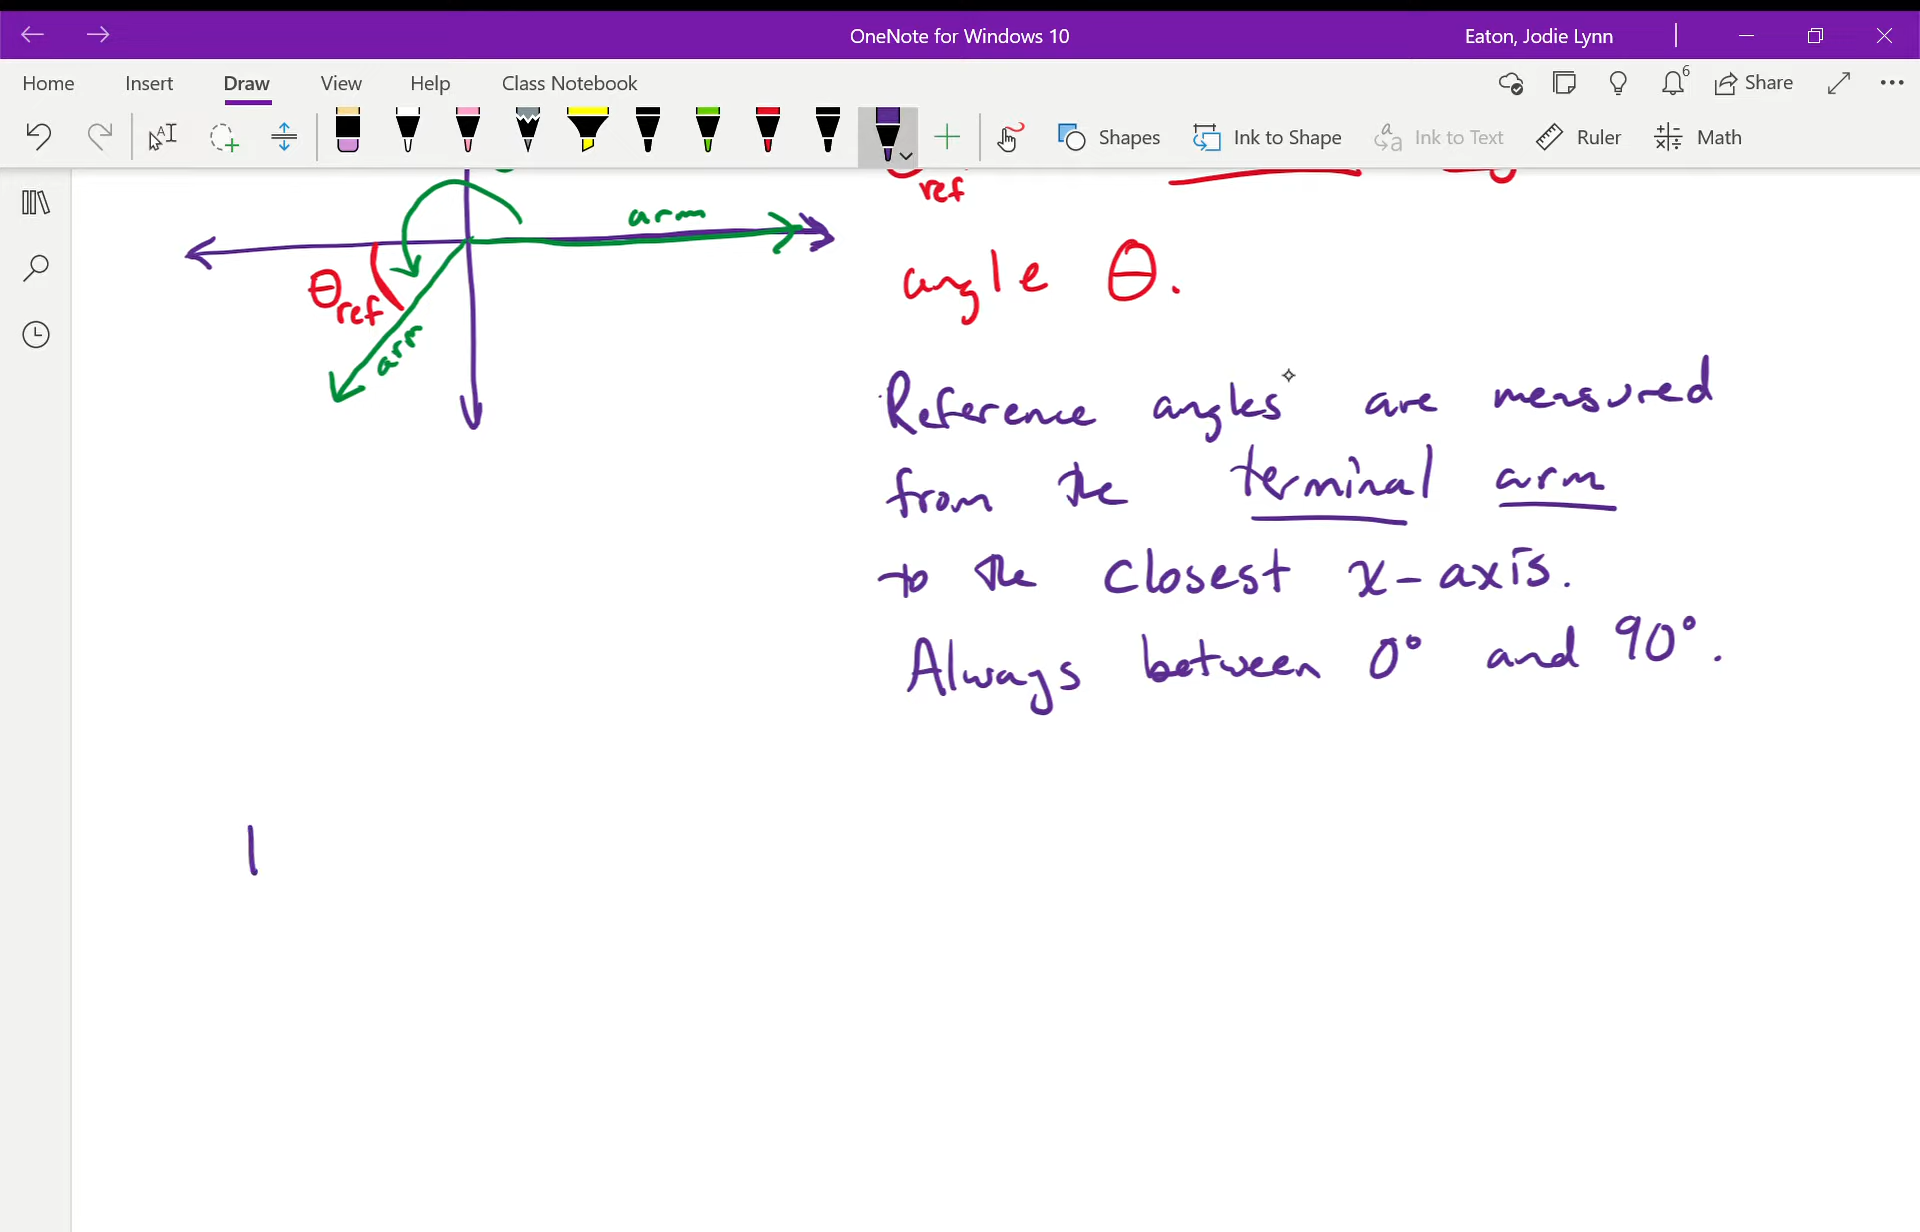 OneNote for Windows 10
Eaton, Jodie Lynn
Home Insert Draw View Help Class Notebook
6
Share
Shapes Ink to Shape Ink to Text Ruler Math
ref
arm
θref
arm
angle θ.
Reference angles are measured
from the terminal arm
to the closest x-axis.
Always between 0° and 90°.